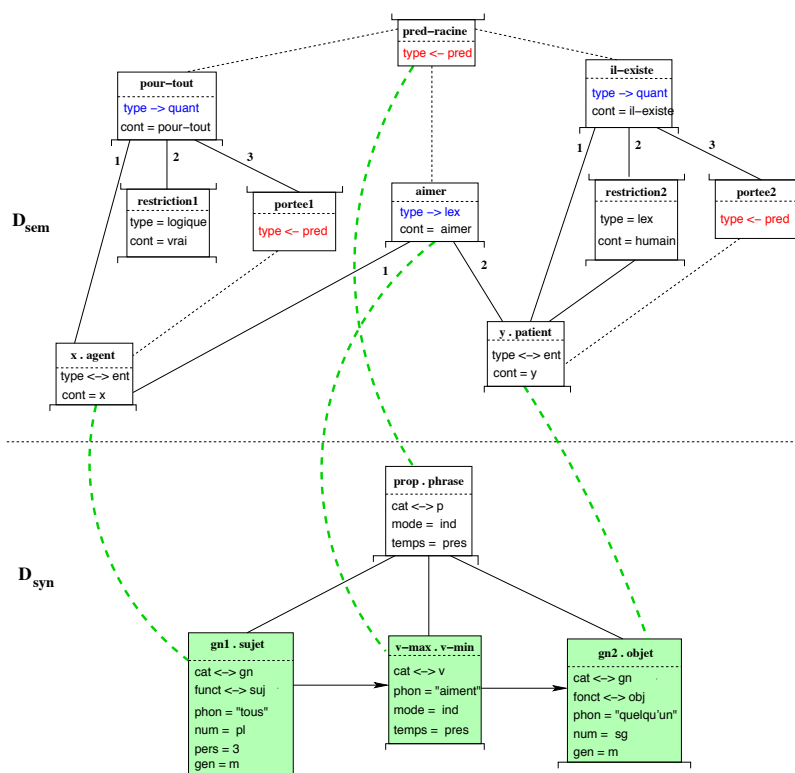 pred-racine
type <- pred
pour-tout
type -> quant
cont = pour-tout
il-existe
type -> quant
cont = il-existe
1
2
3
1
2
3
restriction1
type = logique
cont = vrai
portee1
type <- pred
aimer
type -> lex
cont = aimer
restriction2
type = lex
cont = humain
portee2
type <- pred
D sem
1
2
x . agent
type <-> ent
cont = x
y . patient
type <-> ent
cont = y
prop . phrase
cat <-> p
mode = ind
temps = pres
D syn
gn1 . sujet
cat <-> gn
funct <-> suj
phon = "tous"
num = pl
pers = 3
gen = m
v-max . v-min
cat <-> v
phon = "aiment"
mode = ind
temps = pres
gn2 . objet
cat <-> gn
fonct <-> obj
phon = "quelqu'un"
num = sg
gen = m